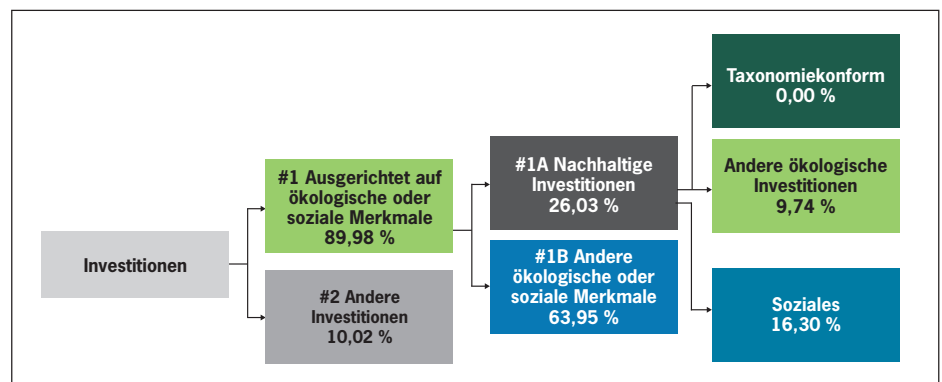 Investitionen
#1 Ausgerichtet auf
ökologische oder
soziale Merkmale
89,98 %
#2 Andere
Investitionen
10,02 %
#1A Nachhaltige
Investitionen
26,03 %
#1B Andere
ökologische oder
soziale Merkmale
63,95 %
Taxonomiekonform
0,00 %
Andere ökologische
Investitionen
9,74 %
Soziales
16,30 %